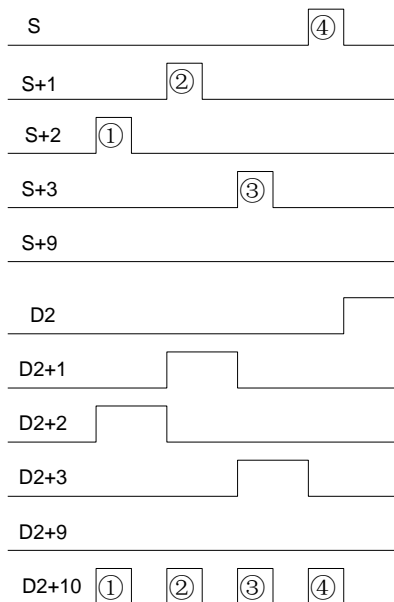 S ④
S+1 ②
S+2 ①
S+3 ③
S+9
D2
D2+1
D2+2
D2+3
D2+9
D2+10 ① ② ③ ④